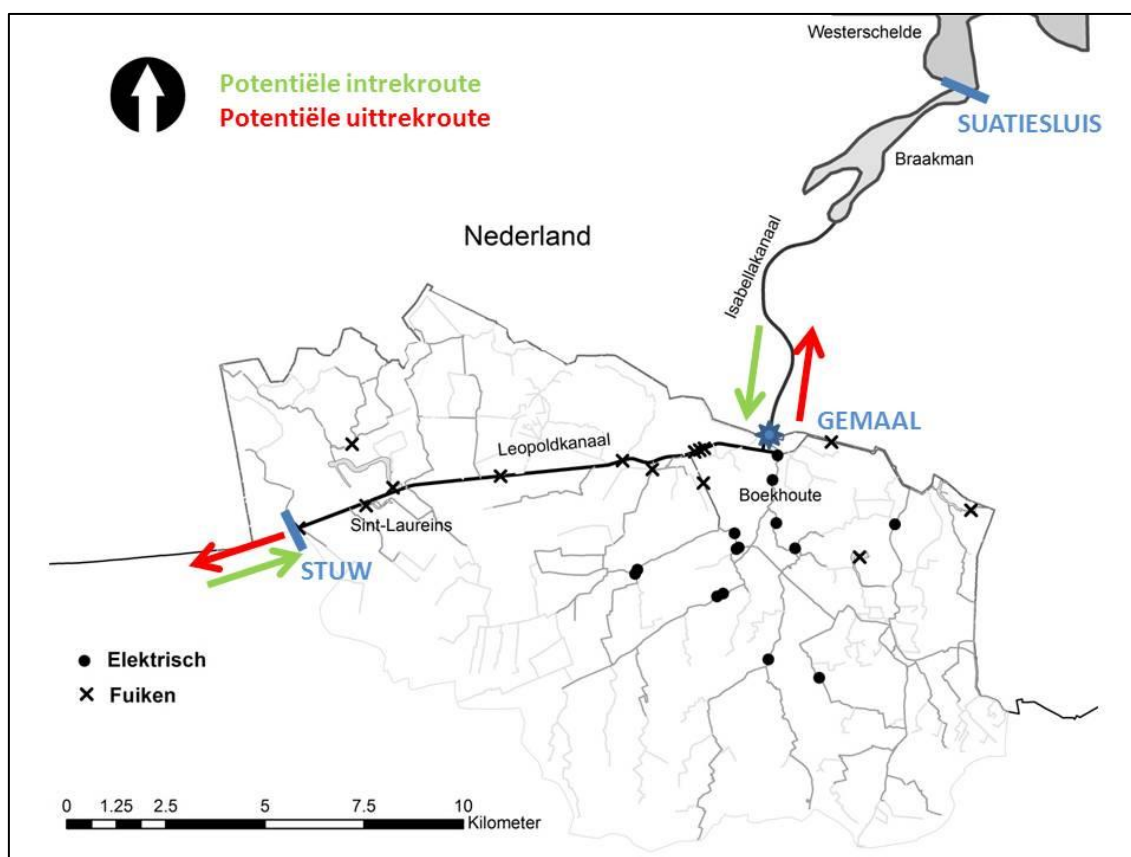 Westerschelde
Potentiële intrekroute
Potentiële uittrekroute
SUATIESLUIS
Braakman
Nederland
Isabellakanaal
GEMAAL
Leopoldkanaal
Boekhoute
Sint-Laureins
STUW
Elektrisch
Fuiken
0 1.25 2.5 5 7.5 10
Kilometer